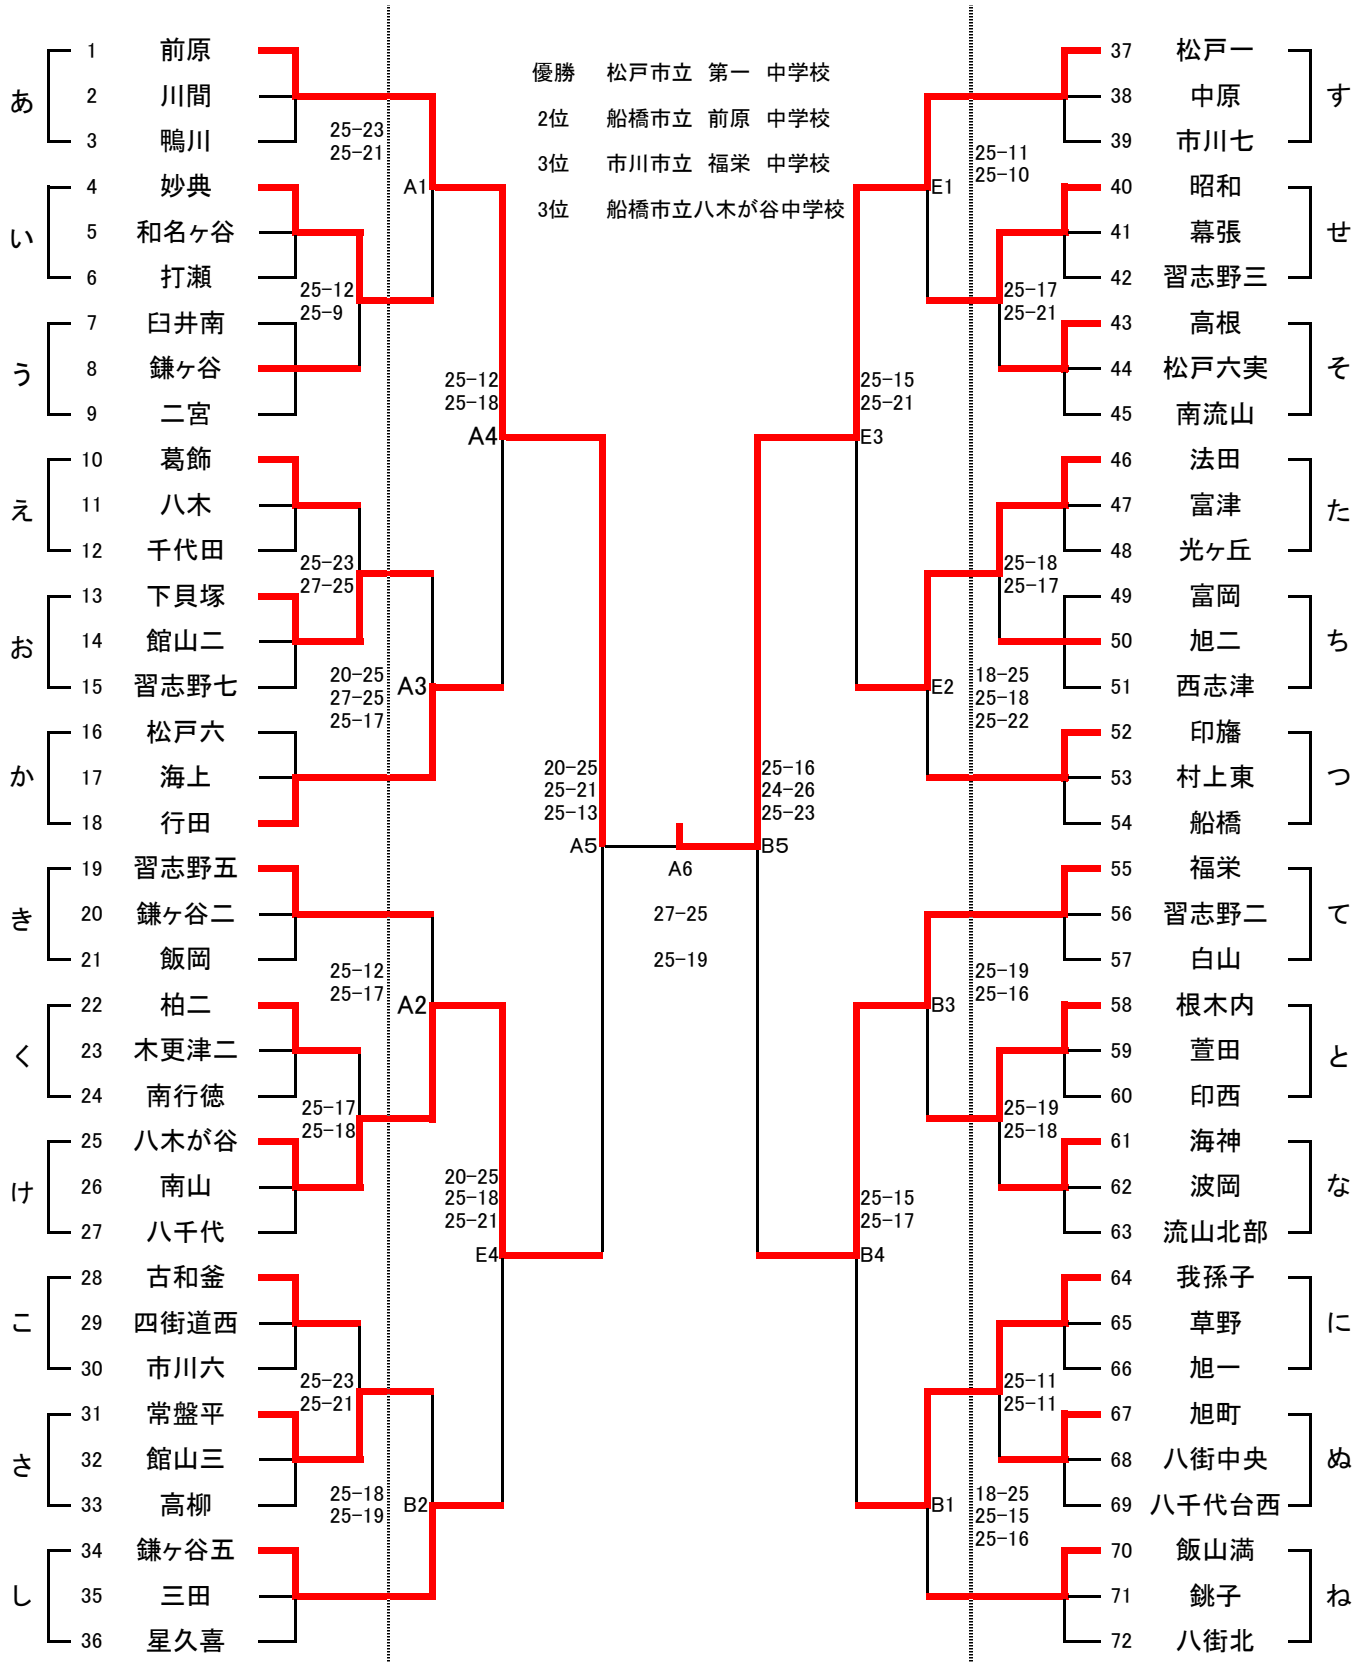 優勝 松戸市立 第一 中学校
2位 船橋市立 前原 中学校
3位 市川市立 福栄 中学校
3位 船橋市立八木が谷中学校
あ
1 前原
2 川間
3 鴨川
い
4 妙典
5 和名ヶ谷
6 打瀬
う
7 臼井南
8 鎌ヶ谷
9 二宮
え
10 葛飾
11 八木
12 千代田
お
13 下貝塚
14 館山二
15 習志野七
か
16 松戸六
17 海上
18 行田
き
19 習志野五
20 鎌ヶ谷二
21 飯岡
く
22 柏二
23 木更津二
24 南行徳
け
25 八木が谷
26 南山
27 八千代
こ
28 古和釜
29 四街道西
30 市川六
さ
31 常盤平
32 館山三
33 高柳
し
34 鎌ヶ谷五
35 三田
36 星久喜
25-23
25-21
A1
25-12
25-9
25-12
25-18
A4
25-23
27-25
20-25
27-25
25-17
A3
20-25
25-21
25-13
A5
25-12
25-17
A2
25-17
25-18
20-25
25-18
25-21
E4
25-23
25-21
25-18
25-19
B2
A6
27-25
25-19
25-11
25-10
E1
25-17
25-21
25-15
25-21
E3
25-18
25-17
18-25
25-18
25-22
E2
25-16
24-26
25-23
B5
25-19
25-16
B3
25-19
25-18
25-15
25-17
B4
25-11
25-11
18-25
25-15
25-16
B1
37 松戸一
38 中原
39 市川七
す
40 昭和
41 幕張
42 習志野三
せ
43 高根
44 松戸六実
45 南流山
そ
46 法田
47 富津
48 光ヶ丘
た
49 富岡
50 旭二
51 西志津
ち
52 印旛
53 村上東
54 船橋
つ
55 福栄
56 習志野二
57 白山
て
58 根木内
59 萱田
60 印西
と
61 海神
62 波岡
63 流山北部
な
64 我孫子
65 草野
66 旭一
に
67 旭町
68 八街中央
69 八千代台西
ぬ
70 飯山満
71 銚子
72 八街北
ね